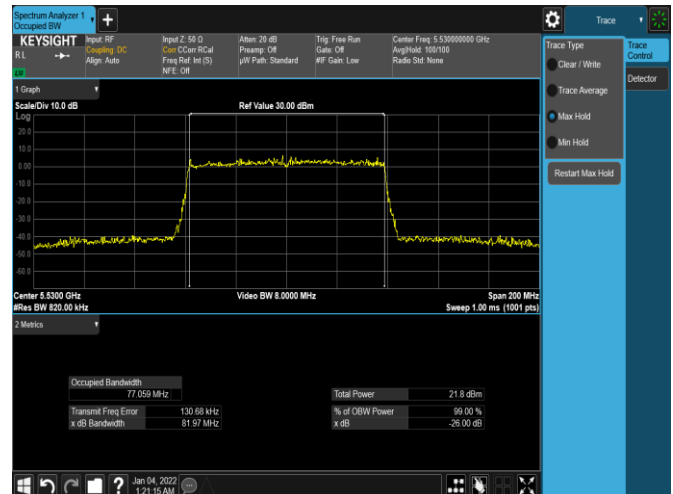 Spectrum Analyzer 1
Occupied BW
KEYSIGHT
R L
Input: RF
Coupling: DC
Align: Auto
Input Z: 50 Ω
Corr CCorr RCal
Freq Ref: Int (S)
NFE: Off
Atten: 20 dB
Preamp: Off
µW Path: Standard
Trig: Free Run
Gate: Off
#IF Gain: Low
Center Freq: 5.530000000 GHz
Avg|Hold: 100/100
Radio Std: None
1 Graph
Scale/Div 10.0 dB
Ref Value 30.00 dBm
Log
20.0
10.0
0.00
-10.0
-20.0
-30.0
-40.0
-50.0
-60.0
Center 5.5300 GHz
#Res BW 820.00 kHz
Video BW 8.0000 MHz
Span 200 MHz
Sweep 1.00 ms (1001 pts)
2 Metrics
Occupied Bandwidth
77.059 MHz
Transmit Freq Error 130.68 kHz
x dB Bandwidth 81.97 MHz
Total Power 21.8 dBm
% of OBW Power 99.00 %
x dB -26.00 dB
Jan 04, 2022
1:21:15 AM
Trace
Trace Type
Clear / Write
Trace Average
Max Hold
Min Hold
Restart Max Hold
Trace
Control
Detector